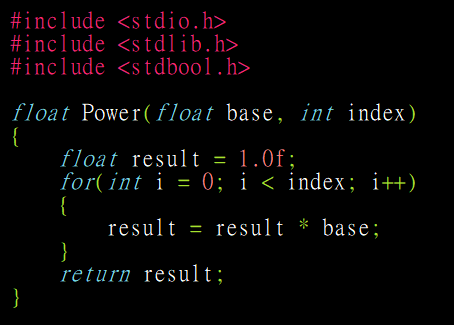 #include <stdio.h>
#include <stdlib.h>
#include <stdbool.h>

float Power(float base, int index)
{
    float result = 1.0f;
    for(int i = 0; i < index; i++)
    {
        result = result * base;
    }
    return result;
}